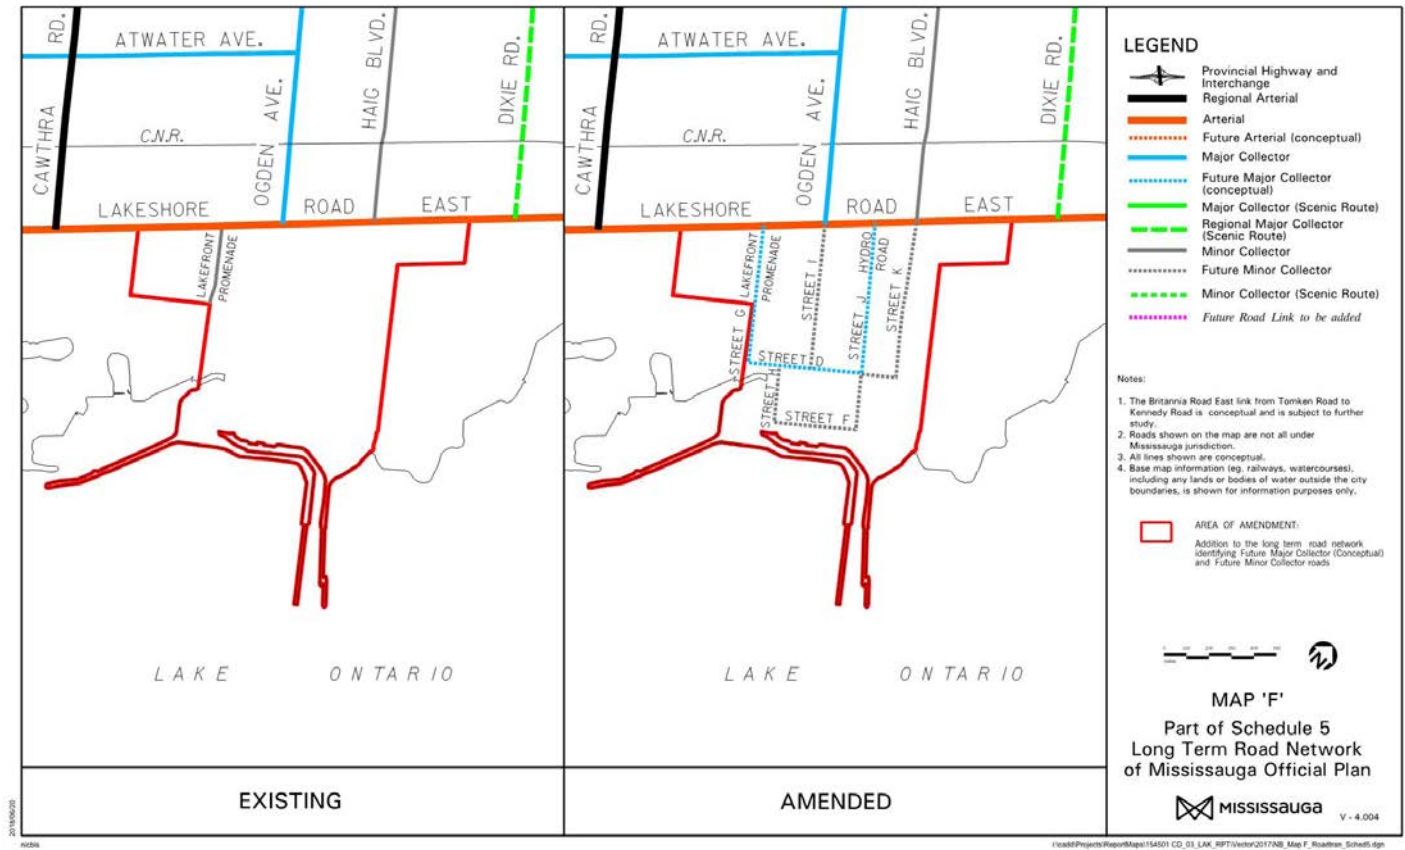 CAWTHRA RD.
ATWATER AVE.
OGDEN AVE.
HAIG BLVD.
DIXIE RD.
C.N.R.
LAKESHORE ROAD EAST
LAKEFRONT
PROMENADE
LAKE ONTARIO
EXISTING
CAWTHRA RD.
ATWATER AVE.
OGDEN AVE.
HAIG BLVD.
DIXIE RD.
C.N.R.
LAKESHORE ROAD EAST
STREET G
LAKEFRONT
PROMENADE
STREET I
STREET J
HYDRO
ROAD
STREET K
STREET D
STREET H
STREET F
LAKE ONTARIO
AMENDED
LEGEND
Provincial Highway and
Interchange
Regional Arterial
Arterial
Future Arterial (conceptual)
Major Collector
Future Major Collector
(conceptual)
Major Collector (Scenic Route)
Regional Major Collector
(Scenic Route)
Minor Collector
Future Minor Collector
Minor Collector (Scenic Route)
Future Road Link to be added
Notes:
1. The Britannia Road East link from Tomken Road to
Kennedy Road is conceptual and is subject to further
study.
2. Roads shown on the map are not all under
Mississauga jurisdiction.
3. All lines shown are conceptual.
4. Base map information (eg. railways, watercourses),
including any lands or bodies of water outside the city
boundaries, is shown for information purposes only.
AREA OF AMENDMENT:
Addition to the long term road network
identifying Future Major Collector (Conceptual)
and Future Minor Collector roads
MAP 'F'
Part of Schedule 5
Long Term Road Network
of Mississauga Official Plan
MISSISSAUGA
V - 4.004
2018/06/20